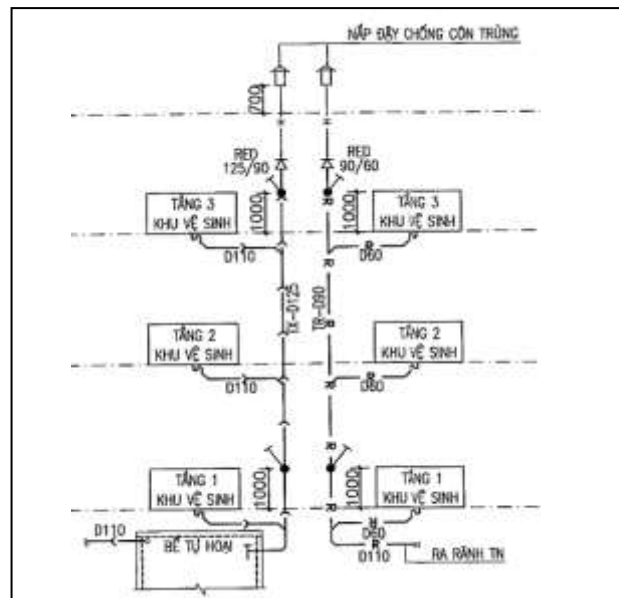 NẮP ĐẬY CHỐNG CÔN TRÙNG
700
RED
125/90
RED
90/60
TẦNG 3
KHU VỆ SINH
1000
1000
TẦNG 3
KHU VỆ SINH
D110
D60
TX-D125
TR-D90
TẦNG 2
KHU VỆ SINH
TẦNG 2
KHU VỆ SINH
D110
D60
TẦNG 1
KHU VỆ SINH
1000
1000
TẦNG 1
KHU VỆ SINH
D110
BỂ TỰ HOẠI
D60
D110
RA RÃNH TN